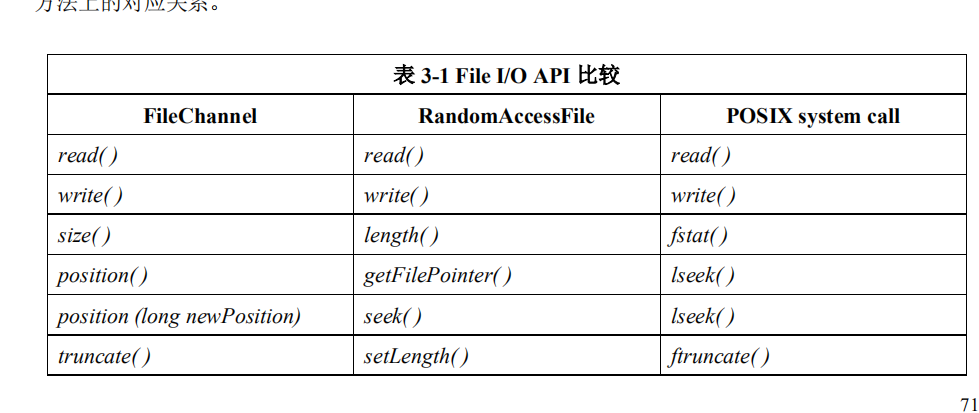 方法上的对应关系。
表 3-1 File I/O API 比较
FileChannel RandomAccessFile POSIX system call
read( ) read( ) read( )
write( ) write( ) write( )
size( ) length( ) fstat( )
position( ) getFilePointer( ) lseek( )
position (long newPosition) seek( ) lseek( )
truncate( ) setLength( ) ftruncate( )
71